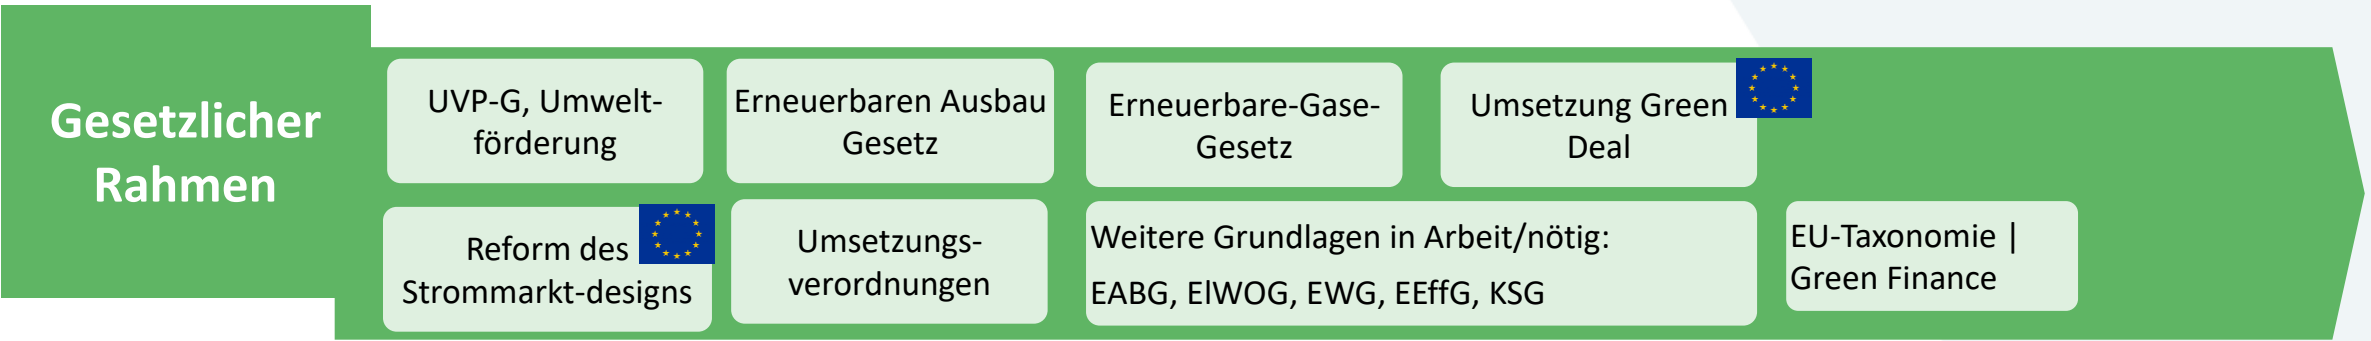 Gesetzlicher
Rahmen
UVP-G, Umwelt-
förderung
Erneuerbaren Ausbau
Gesetz
Erneuerbare-Gase-
Gesetz
Umsetzung Green
Deal
Reform des
Strommarkt-designs
Umsetzungs-
verordnungen
Weitere Grundlagen in Arbeit/nötig:
EABG, ElWOG, EWG, EEffG, KSG
EU-Taxonomie |
Green Finance